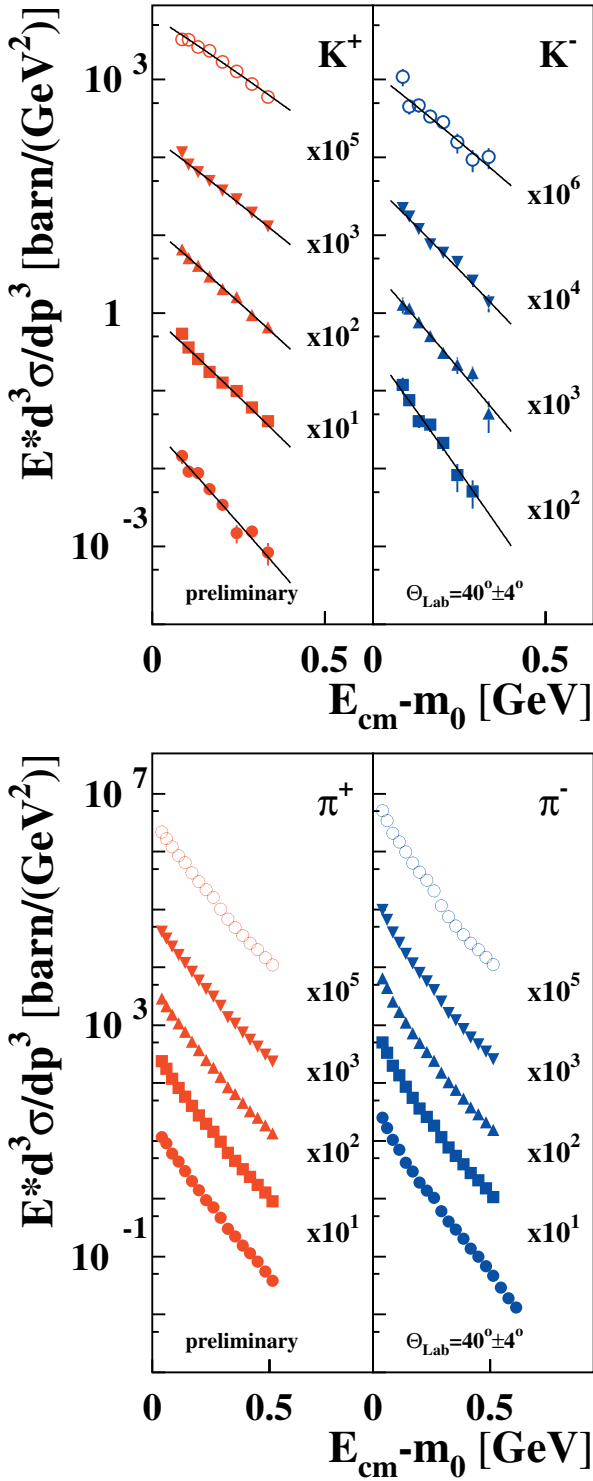 E*d³σ/dp³ [barn/(GeV²)]
K⁺
K⁻
10³
x10⁵
x10⁶
x10³
x10⁴
1
x10²
x10³
x10¹
x10²
10⁻³
preliminary
Θ_Lab=40°±4°
0
0.5
0
0.5
E_cm-m₀ [GeV]
E*d³σ/dp³ [barn/(GeV²)]
10⁷
π⁺
π⁻
x10⁵
x10⁵
10³
x10³
x10³
x10²
x10²
x10¹
x10¹
10⁻¹
preliminary
Θ_Lab=40°±4°
0
0.5
0
0.5
E_cm-m₀ [GeV]